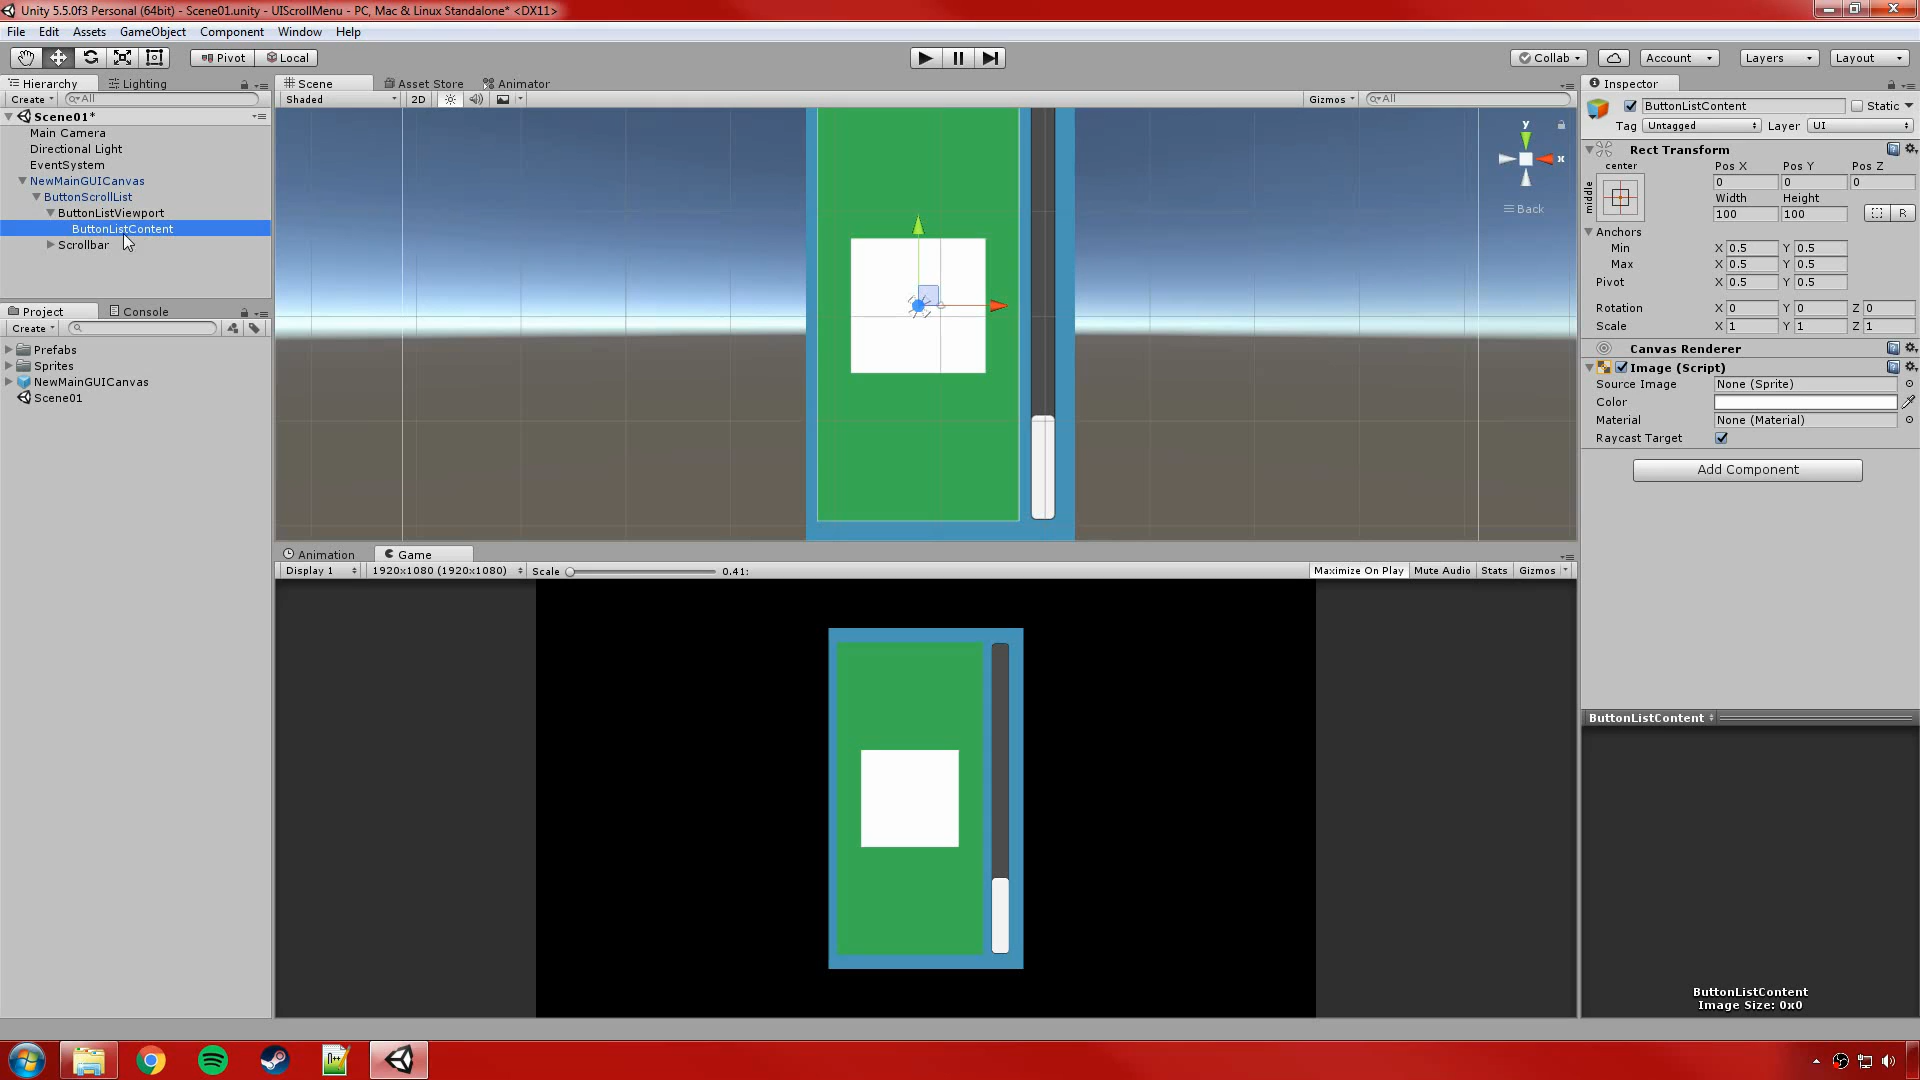 Unity 5.5.0f3 Personal (64bit) - Scene01.unity - UIScrollMenu - PC, Mac & Linux Standalone* <DX11>
File Edit Assets GameObject Component Window Help
Pivot Local Collab Account Layers Layout
Hierarchy Lighting Scene Asset Store Animator Inspector
Create All Shaded 2D Gizmos All
Scene01*
Main Camera
Directional Light
EventSystem
NewMainGUICanvas
ButtonScrollList
ButtonListViewport
ButtonListContent
Scrollbar
Project Console
Create
Prefabs
Sprites
NewMainGUICanvas
Scene01
y
x
Back
Animation Game
Display 1 1920x1080 (1920x1080) Scale 0.41: Maximize On Play Mute Audio Stats Gizmos
ButtonListContent Static
Tag Untagged Layer UI
Rect Transform
center Pos X Pos Y Pos Z
middle 0 0 0
Width Height
100 100 R
Anchors
Min X 0.5 Y 0.5
Max X 0.5 Y 0.5
Pivot X 0.5 Y 0.5
Rotation X 0 Y 0 Z 0
Scale X 1 Y 1 Z 1
Canvas Renderer
Image (Script)
Source Image None (Sprite)
Color
Material None (Material)
Raycast Target
Add Component
ButtonListContent
ButtonListContent
Image Size: 0x0